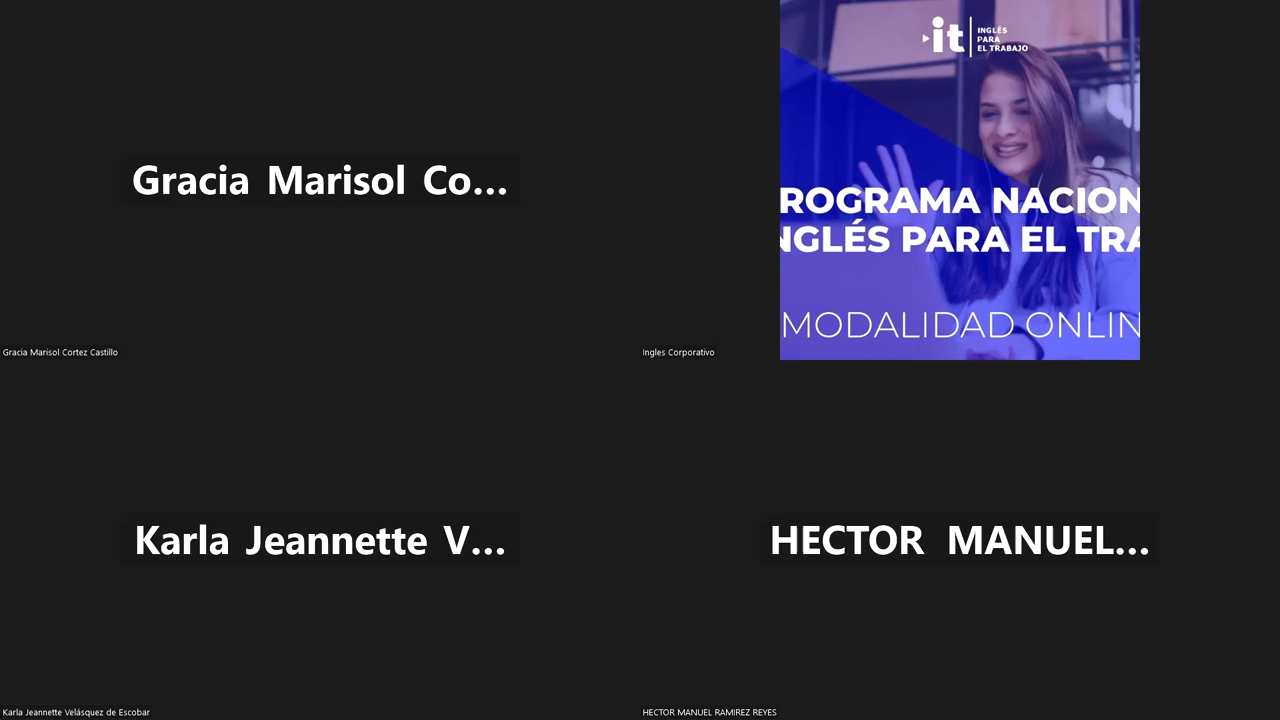 Gracia Marisol Co...
Gracia Marisol Cortez Castillo
it
INGLÉS
PARA
EL TRABAJO
ROGRAMA NACION
NGLÉS PARA EL TRA
MODALIDAD ONLIN
Ingles Corporativo
Karla Jeannette V...
Karla Jeannette Velásquez de Escobar
HECTOR MANUEL...
HECTOR MANUEL RAMIREZ REYES